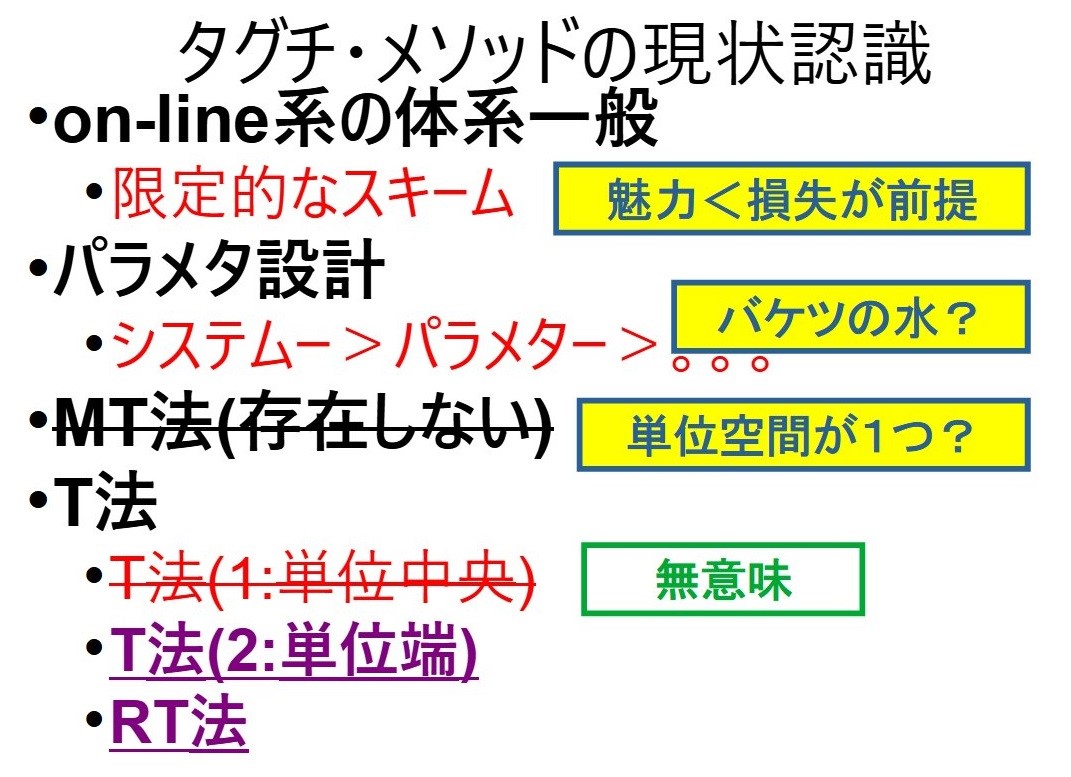 タグチ・メソッドの現状認識
•on-line系の体系一般
•限定的なスキーム
魅力＜損失が前提
•パラメタ設計
バケツの水？
•システムー＞パラメター＞。。。
•MT法(存在しない)
単位空間が１つ？
•T法
•T法(1:単位中央)
無意味
•T法(2:単位端)
•RT法